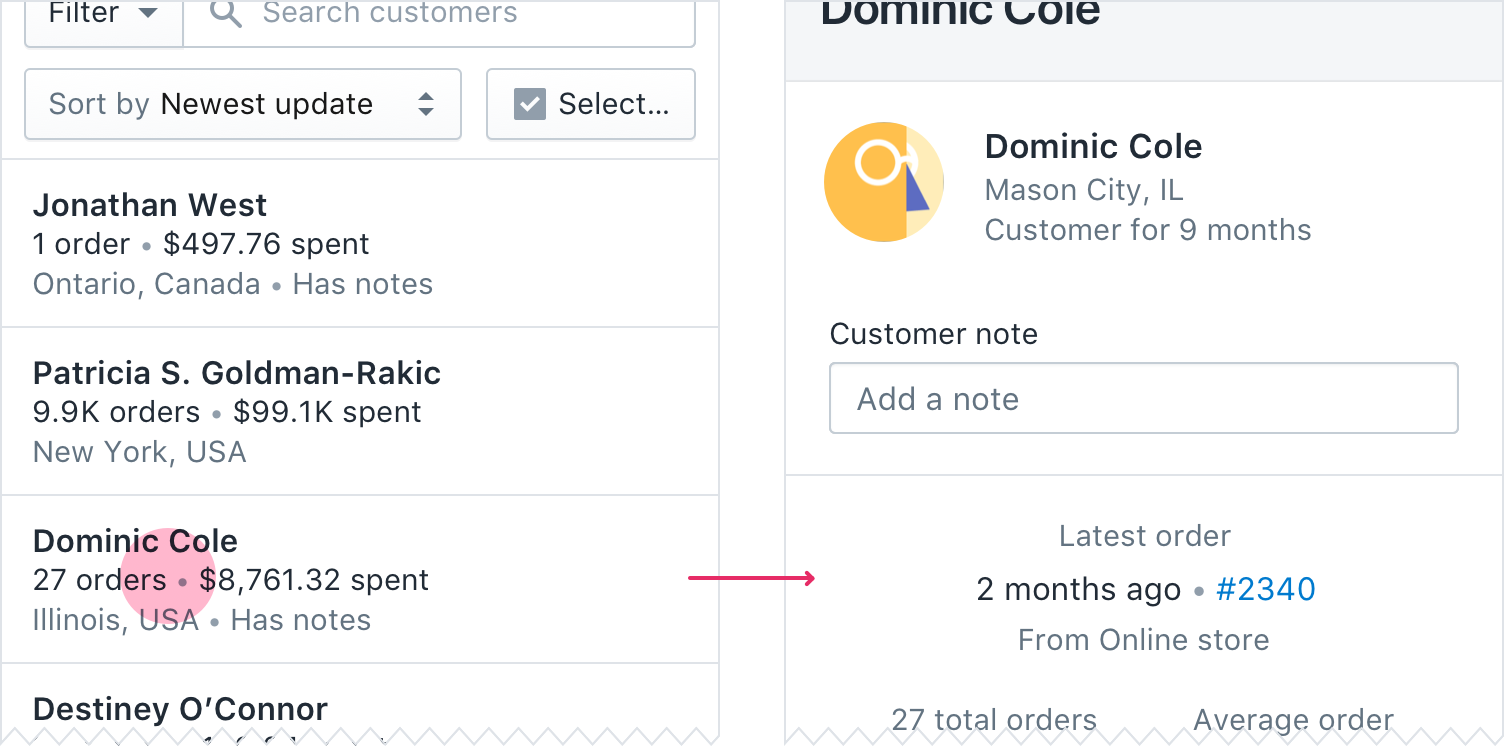 Filter Search customers
Sort by Newest update Select...
Jonathan West
1 order • $497.76 spent
Ontario, Canada • Has notes
Patricia S. Goldman-Rakic
9.9K orders • $99.1K spent
New York, USA
Dominic Cole
27 orders • $8,761.32 spent
Illinois, USA • Has notes
Destiney O’Connor
Dominic Cole
Dominic Cole
Mason City, IL
Customer for 9 months
Customer note
Add a note
Latest order
2 months ago • #2340
From Online store
27 total orders Average order